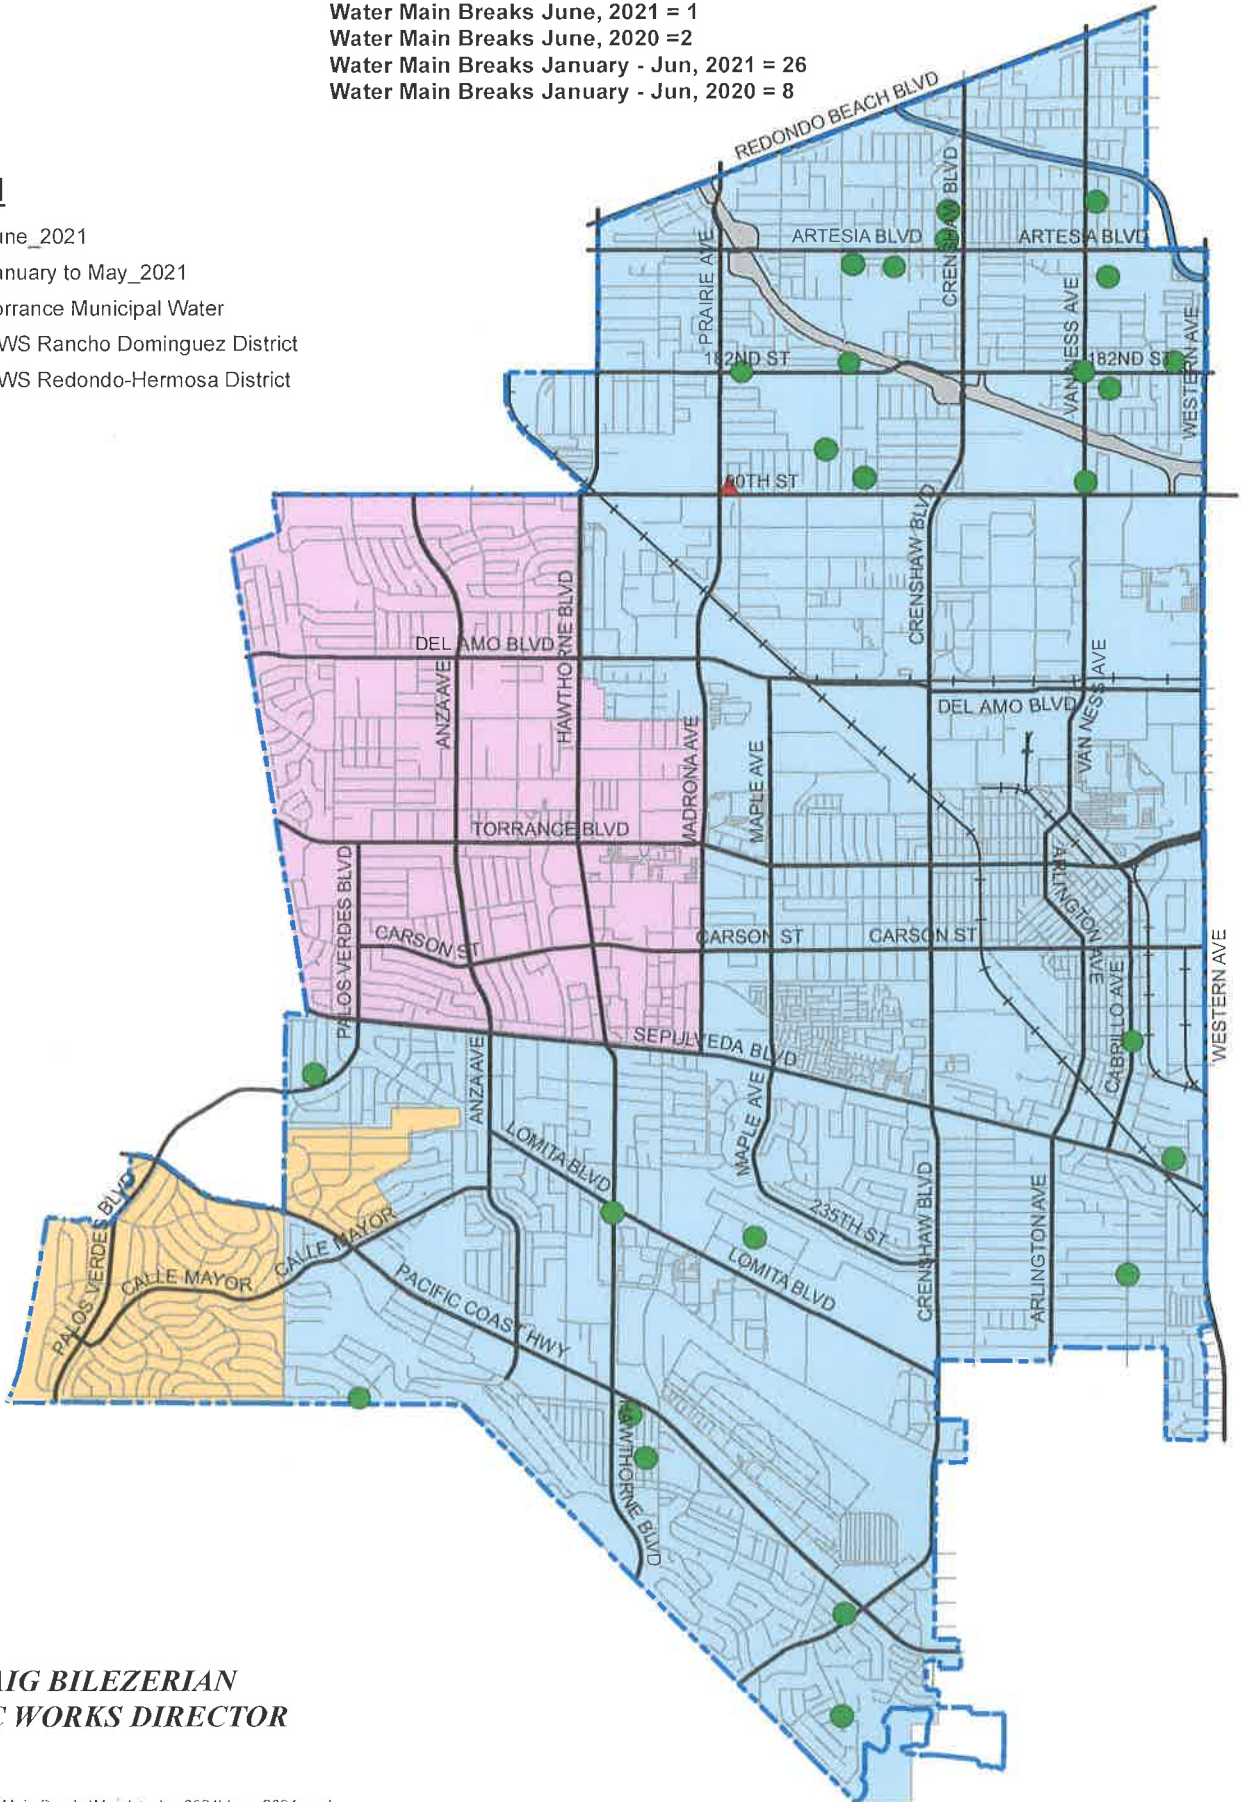 Water Main Breaks June, 2021 = 1
Water Main Breaks June, 2020 =2
Water Main Breaks January - Jun, 2021 = 26
Water Main Breaks January - Jun, 2020 = 8
une_2021
anuary to May_2021
orrance Municipal Water
WS Rancho Dominguez District
WS Redondo-Hermosa District
REDONDO BEACH BLVD
CRENSHAW BLVD
ARTESIA BLVD
ARTESIA BLVD
PRAIRIE AVE
VAN NESS AVE
WESTERN AVE
182ND ST
182ND ST
90TH ST
CRENSHAW BLVD
HAWTHORNE BLVD
DEL AMO BLVD
ANZA AVE
VAN NESS AVE
DEL AMO BLVD
MADRONA AVE
MAPLE AVE
TORRANCE BLVD
PALOS VERDES BLVD
ARLINGTON AVE
CARSON ST
CARSON ST
CARSON ST
WESTERN AVE
CABRILLO AVE
SEPULVEDA BLVD
ANZA AVE
MAPLE AVE
LOMITA BLVD
CRENSHAW BLVD
ARLINGTON AVE
PALOS VERDES BLVD
CALLE MAYOR
CALLE MAYOR
235TH ST
LOMITA BLVD
PACIFIC COAST HWY
HAWTHORNE BLVD
AIG BILEZERIAN
C WORKS DIRECTOR